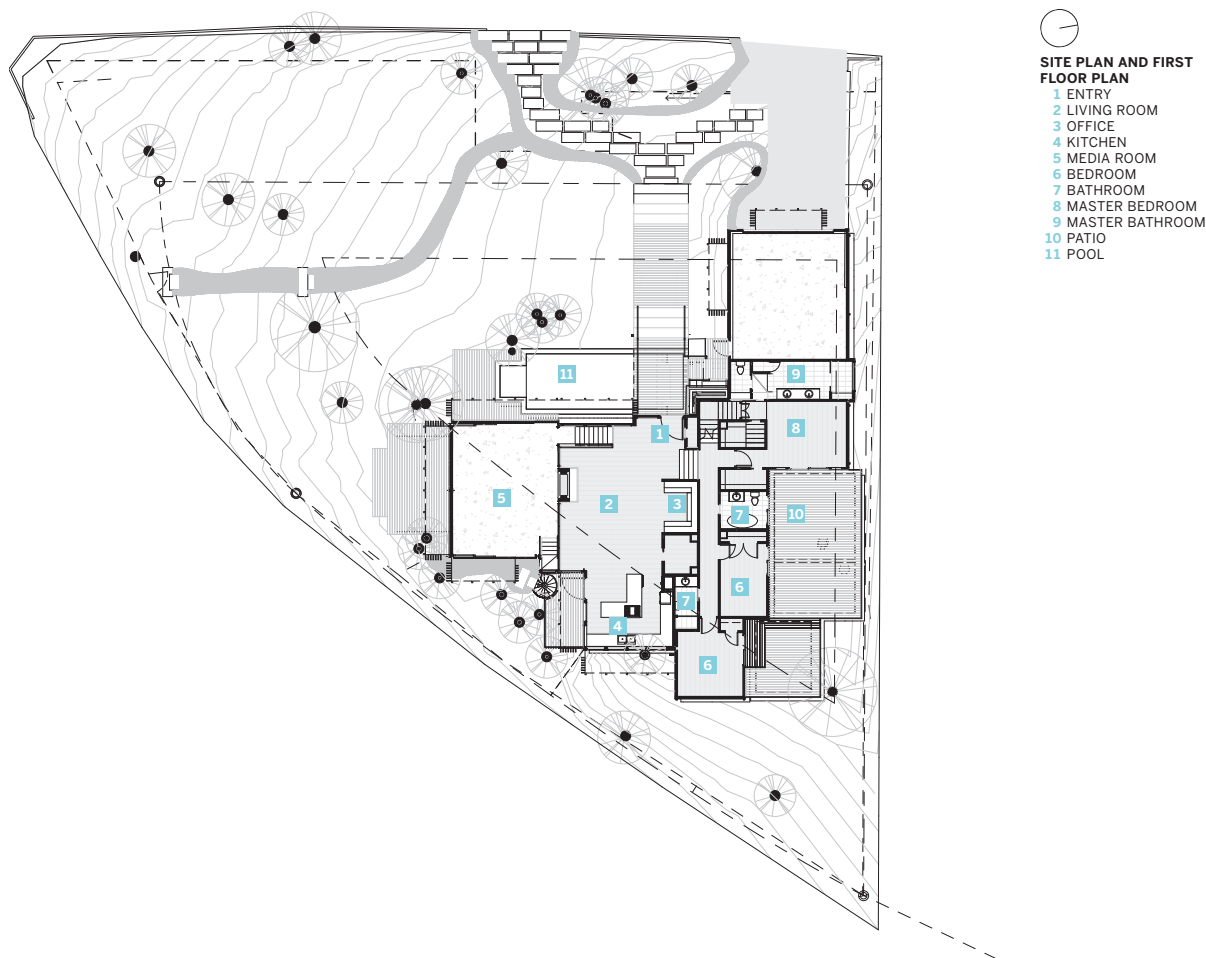 SITE PLAN AND FIRST
FLOOR PLAN
1 ENTRY
2 LIVING ROOM
3 OFFICE
4 KITCHEN
5 MEDIA ROOM
6 BEDROOM
7 BATHROOM
8 MASTER BEDROOM
9 MASTER BATHROOM
10 PATIO
11 POOL
11
9
8
1
5
2
3
7
10
6
7
4
6